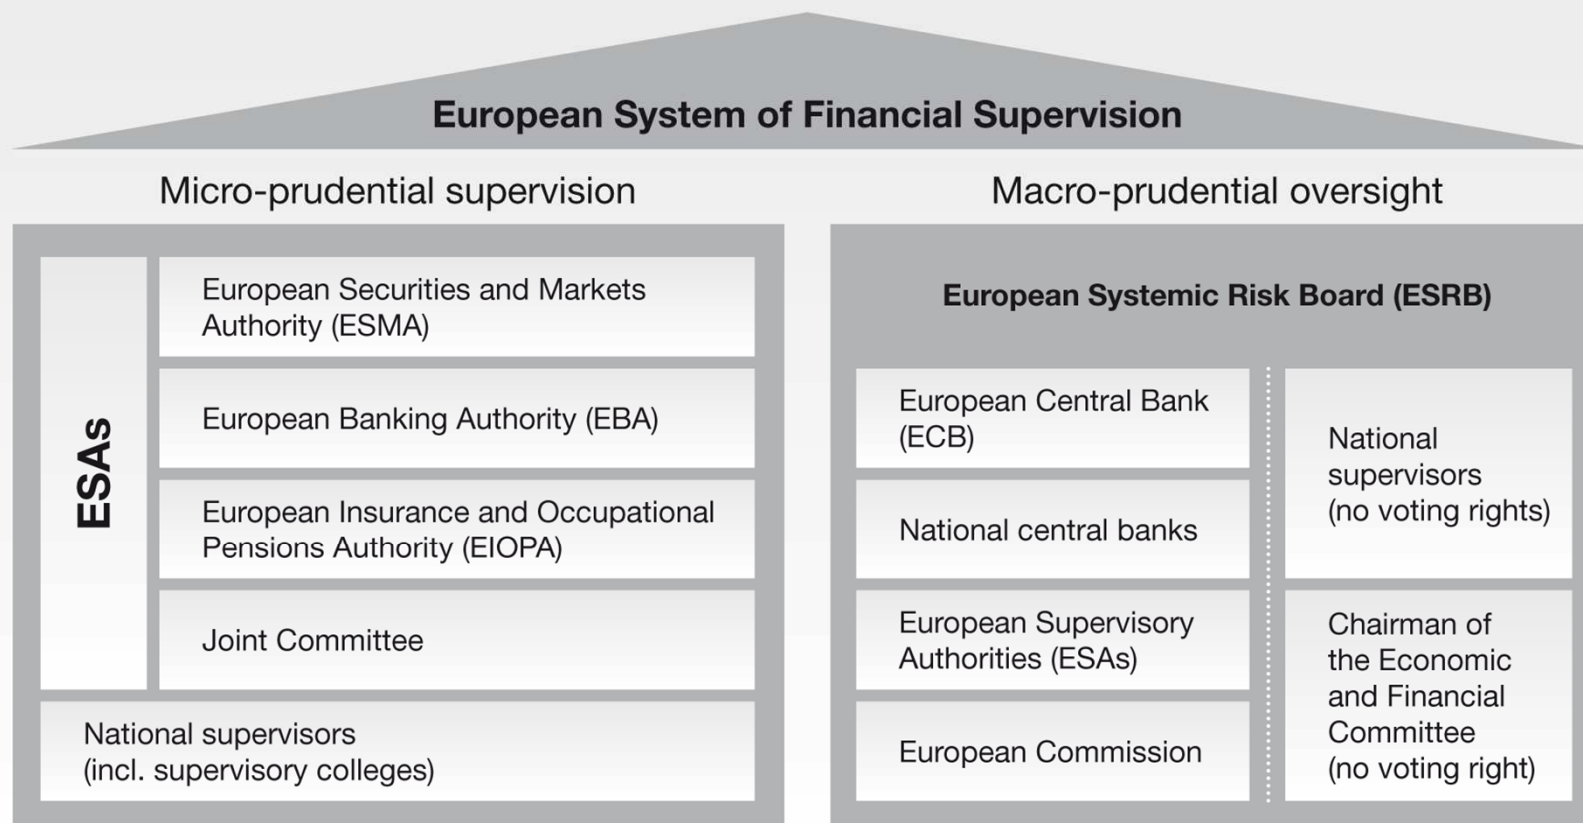 European System of Financial Supervision
Micro-prudential supervision
ESAs
European Securities and Markets
Authority (ESMA)
European Banking Authority (EBA)
European Insurance and Occupational
Pensions Authority (EIOPA)
Joint Committee
National supervisors
(incl. supervisory colleges)
Macro-prudential oversight
European Systemic Risk Board (ESRB)
European Central Bank
(ECB)
National central banks
European Supervisory
Authorities (ESAs)
European Commission
National
supervisors
(no voting rights)
Chairman of
the Economic
and Financial
Committee
(no voting right)